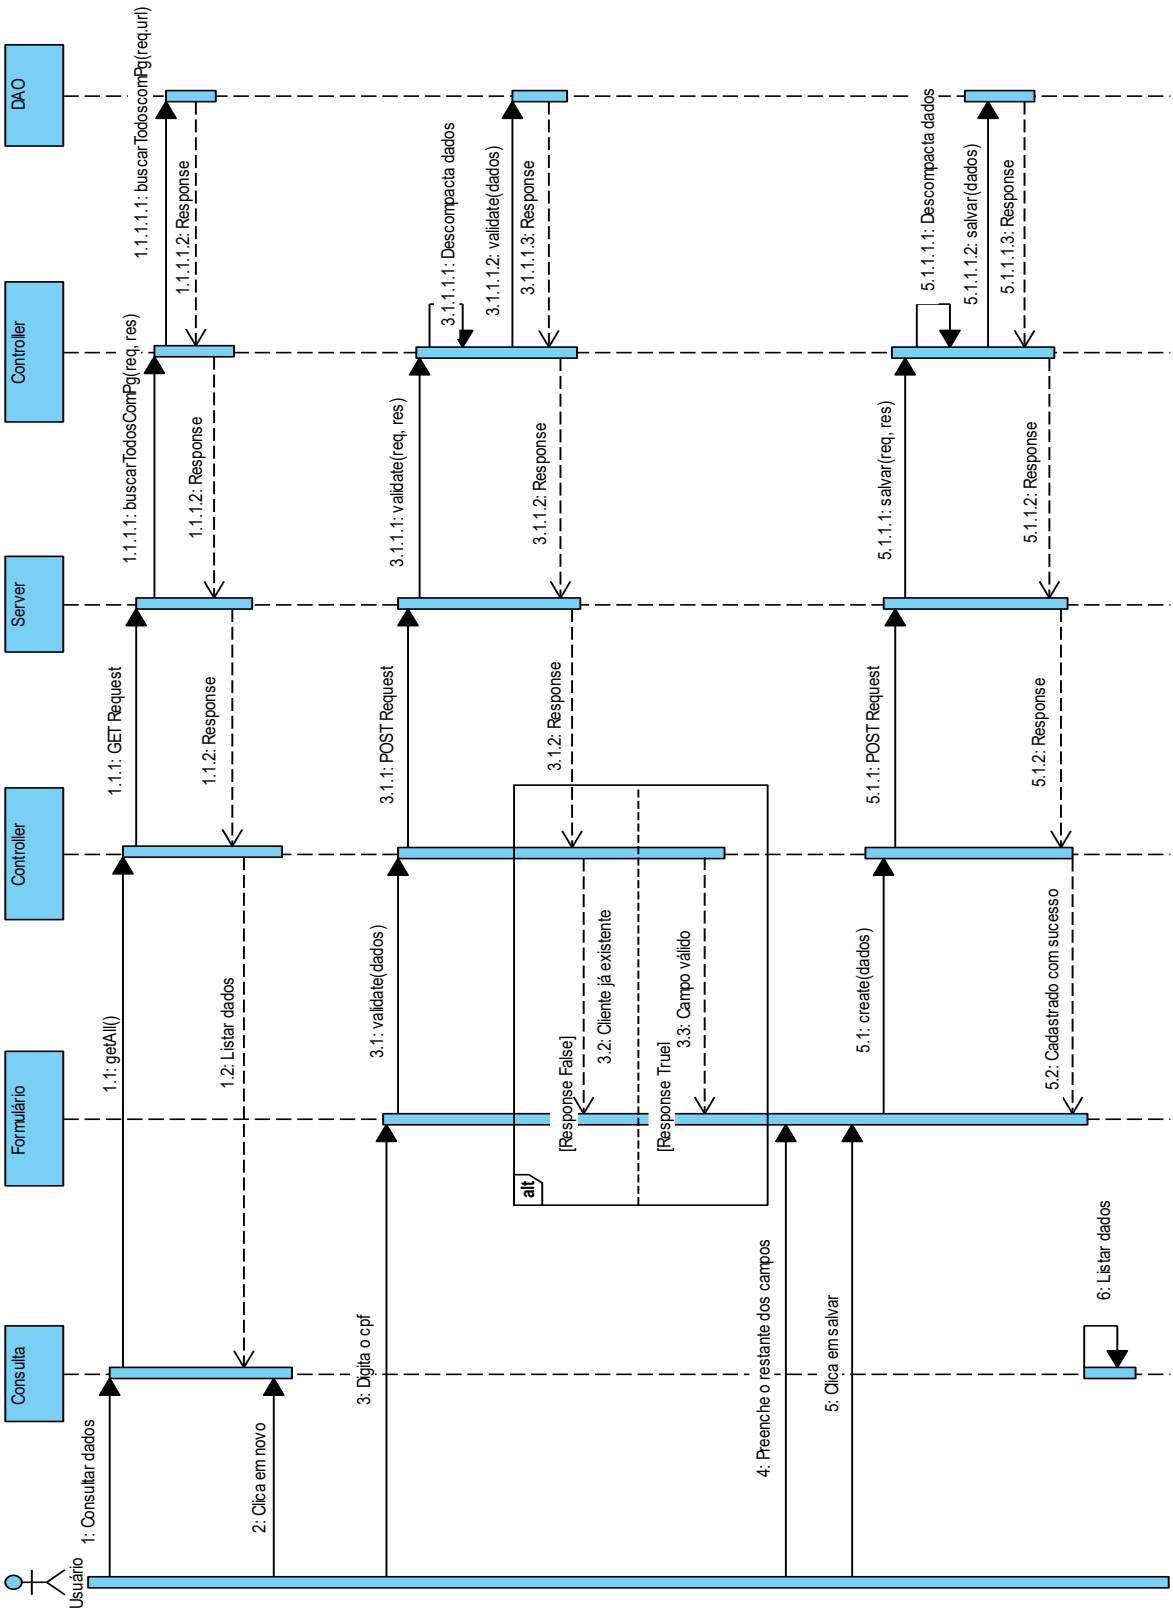 Usuário
Consulta
Formulário
Controller
Server
Controller
DAO
1: Consultar dados
1.1: getAll()
1.1.1: GET Request
1.1.1.1: buscarTodosComPg(req, res)
1.1.1.1.1: buscarTodoscomPg(req.url)
1.1.1.1.2: Response
1.1.1.2: Response
1.1.2: Response
1.2: Listar dados
2: Clica em novo
3: Digita o cpf
3.1: validate(dados)
3.1.1: POST Request
3.1.1.1: validate(req, res)
3.1.1.1.1: Descompacta dados
3.1.1.1.2: validate(dados)
3.1.1.1.3: Response
3.1.1.2: Response
3.1.2: Response
alt
[Response False]
3.2: Cliente já existente
[Response True]
3.3: Campo válido
4: Preenche o restante dos campos
5: Clica em salvar
5.1: create(dados)
5.1.1: POST Request
5.1.1.1: salvar(req, res)
5.1.1.1.1: Descompacta dados
5.1.1.1.2: salvar(dados)
5.1.1.1.3: Response
5.1.1.2: Response
5.1.2: Response
5.2: Cadastrado com sucesso
6: Listar dados